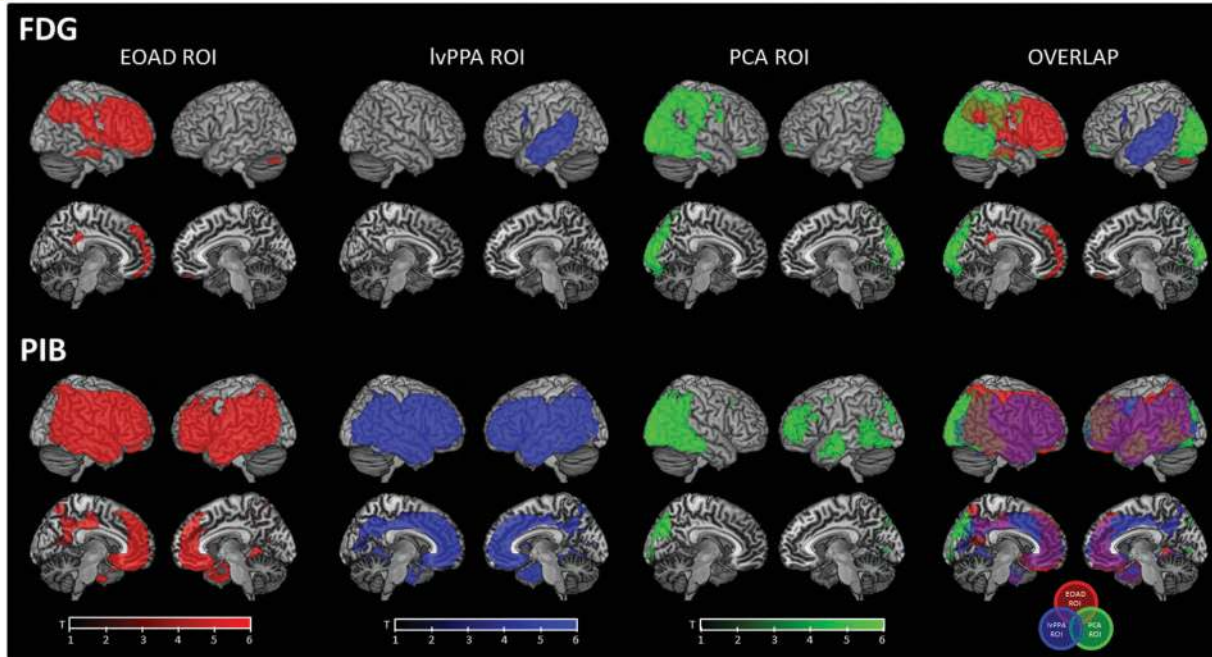 FDG
EOAD ROI
lvPPA ROI
PCA ROI
OVERLAP
PIB
T
1 2 3 4 5 6
T
1 2 3 4 5 6
T
1 2 3 4 5 6
EOAD
ROI
lvPPA
ROI
PCA
ROI